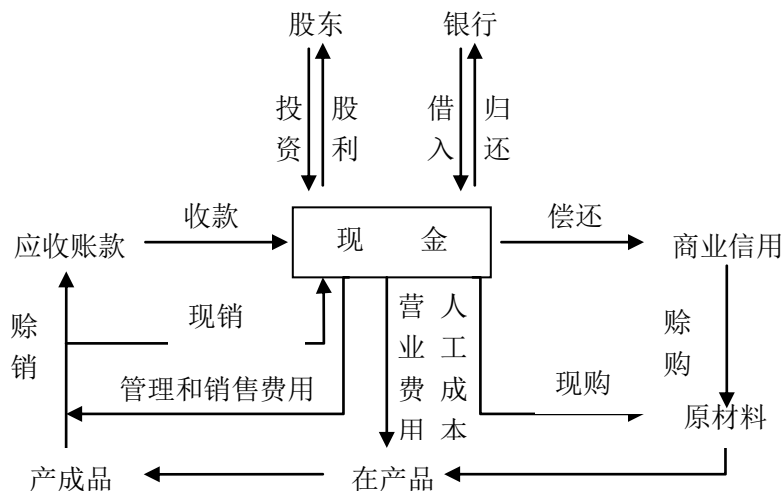 股东
银行
投资
股利
借入
归还
收款
偿还
应收账款
现 金
商业信用
赊销
现销
营业费用
人工成本
赊购
管理和销售费用
现购
原材料
产成品
在产品